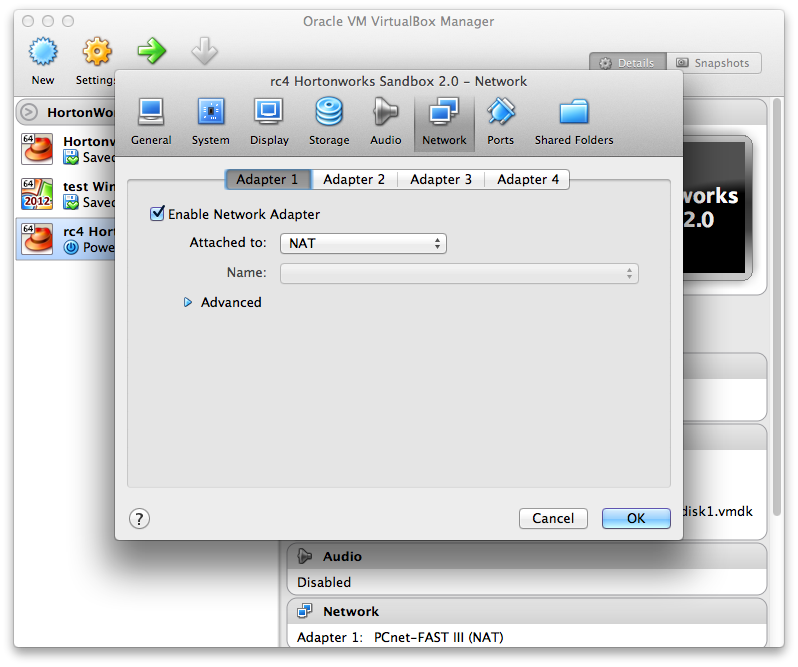 Oracle VM VirtualBox Manager
New
Setting
Details
Snapshots
rc4 Hortonworks Sandbox 2.0 – Network
General
System
Display
Storage
Audio
Network
Ports
Shared Folders
HortonWo
64
Hortonw
Saved
64
2012
test Win
Saved
64
rc4 Hort
Powe
works
2.0
Adapter 1
Adapter 2
Adapter 3
Adapter 4
Enable Network Adapter
Attached to:
NAT
Name:
Advanced
?
Cancel
OK
disk1.vmdk
Audio
Disabled
Network
Adapter 1: PCnet-FAST III (NAT)